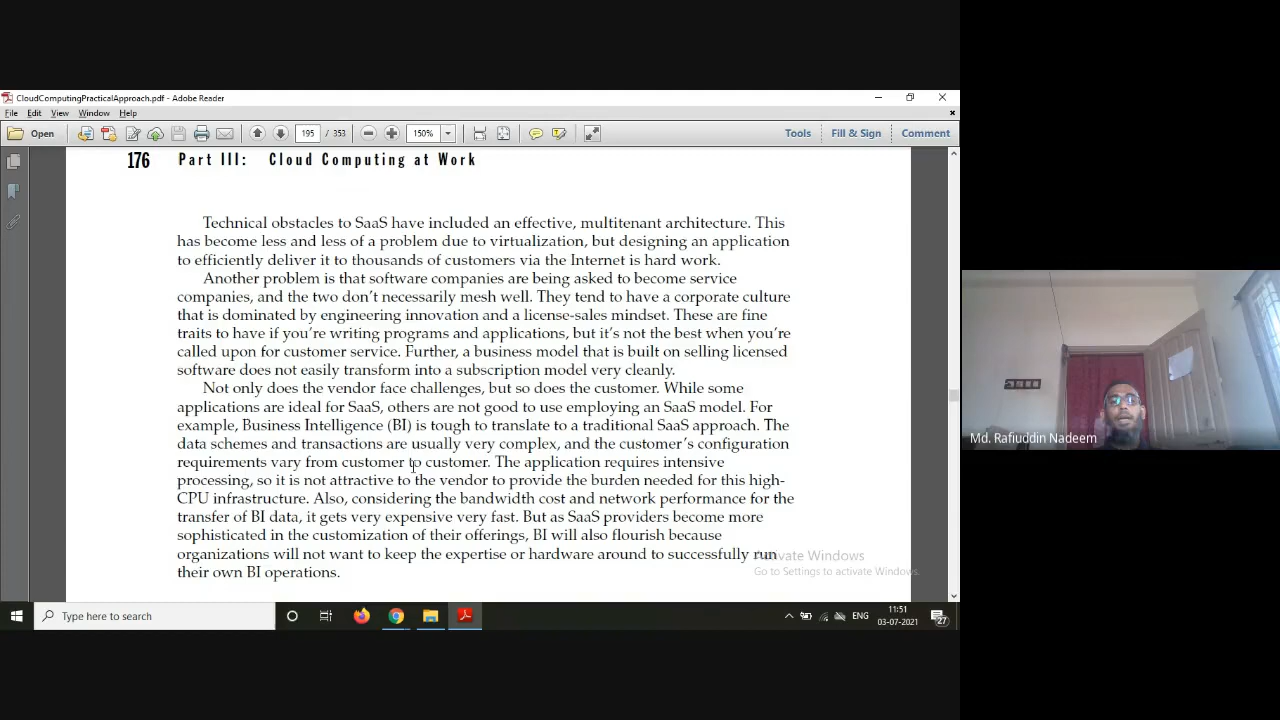 CloudComputingPracticalApproach.pdf - Adobe Reader
File Edit View Window Help
Open 195 / 353 150% Tools Fill & Sign Comment
176 Part III: Cloud Computing at Work
Technical obstacles to SaaS have included an effective, multitenant architecture. This
has become less and less of a problem due to virtualization, but designing an application
to efficiently deliver it to thousands of customers via the Internet is hard work.
Another problem is that software companies are being asked to become service
companies, and the two don't necessarily mesh well. They tend to have a corporate culture
that is dominated by engineering innovation and a license-sales mindset. These are fine
traits to have if you're writing programs and applications, but it's not the best when you're
called upon for customer service. Further, a business model that is built on selling licensed
software does not easily transform into a subscription model very cleanly.
Not only does the vendor face challenges, but so does the customer. While some
applications are ideal for SaaS, others are not good to use employing an SaaS model. For
example, Business Intelligence (BI) is tough to translate to a traditional SaaS approach. The
data schemes and transactions are usually very complex, and the customer's configuration
requirements vary from customer to customer. The application requires intensive
processing, so it is not attractive to the vendor to provide the burden needed for this high-
CPU infrastructure. Also, considering the bandwidth cost and network performance for the
transfer of BI data, it gets very expensive very fast. But as SaaS providers become more
sophisticated in the customization of their offerings, BI will also flourish because
organizations will not want to keep the expertise or hardware around to successfully run
their own BI operations.
Activate Windows
Go to Settings to activate Windows.
Type here to search
ENG
11:51
03-07-2021
27
Md. Rafiuddin Nadeem